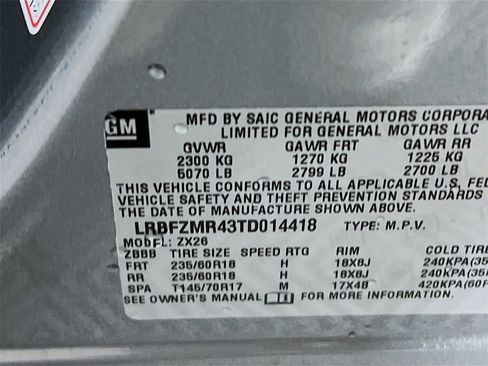 GM
MFD BY SAIC GENERAL MOTORS CORPORA
LIMITED FOR GENERAL MOTORS LLC
GVWR GAWR FRT GAWR RR
2300 KG 1270 KG 1225 KG
5070 LB 2799 LB 2700 LB
THIS VEHICLE CONFORMS TO ALL APPLICABLE U.S. FED
VEHICLE SAFETY AND THEFT PREVENTION STANDARDS
THE DATE OF MANUFACTURE SHOWN ABOVE.
LRBFZMR43TD014418 TYPE: M.P.V.
MODEL: ZX26
ZBBB TIRE SIZE SPEED RTG RIM COLD TIRE
FRT 235/60R18 H 18X8J 240KPA(35
RR 235/60R18 H 18X8J 240KPA(35
SPA T145/70R17 M 17X4B 420KPA(60P
SEE OWNER'S MANUAL FOR MORE INFORMATION.